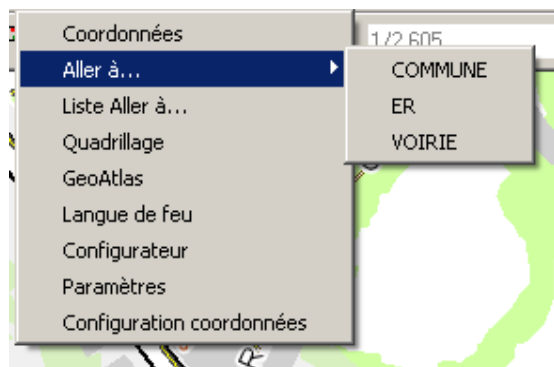 Coordonnées
1/2 605
Aller à...
COMMUNE
Liste Aller à...
ER
Quadrillage
VOIRIE
GeoAtlas
Langue de feu
Configurateur
Paramètres
Configuration coordonnées
R